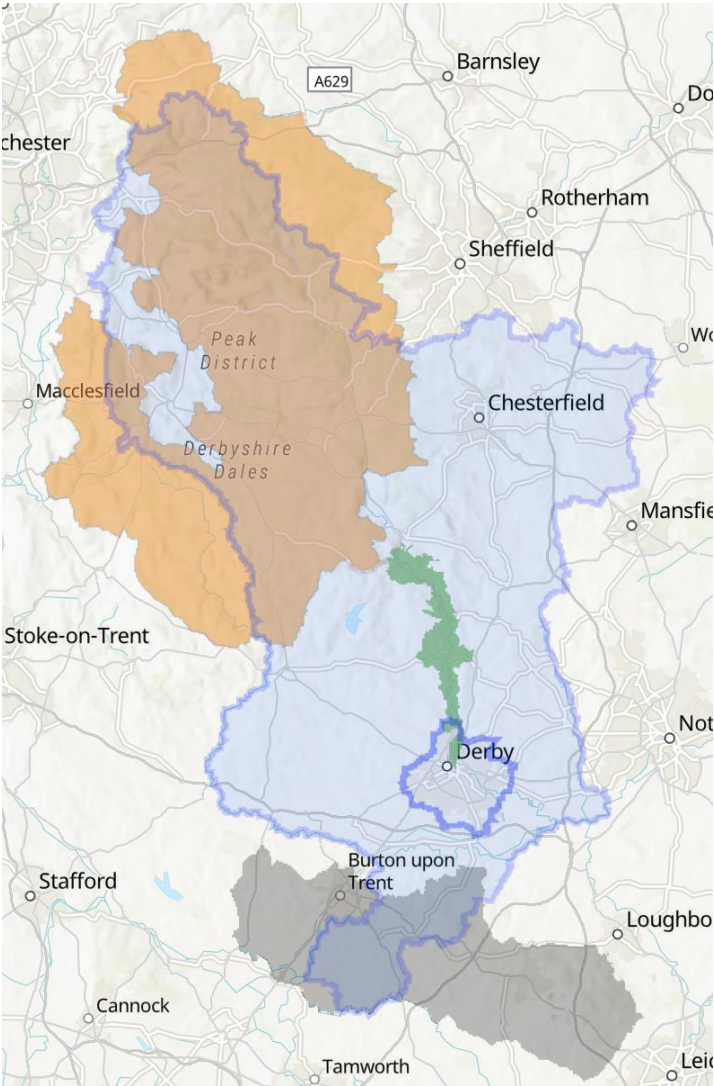 Barnsley
A629
Do
chester
Rotherham
Sheffield
Wo
Peak
District
Macclesfield
Chesterfield
Derbyshire
Dales
Mansfie
Stoke-on-Trent
Not
Derby
Burton upon
Trent
Stafford
Loughbo
Cannock
Leic
Tamworth